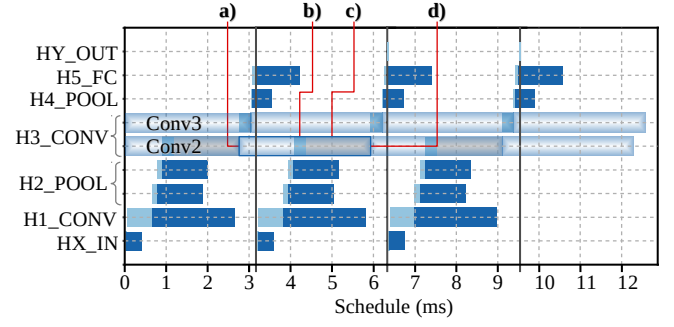 a) b) c) d)
HY_OUT
H5_FC
H4_POOL
Conv3
H3_CONV
Conv2
H2_POOL
H1_CONV
HX_IN
0 1 2 3 4 5 6 7 8 9 10 11 12
Schedule (ms)